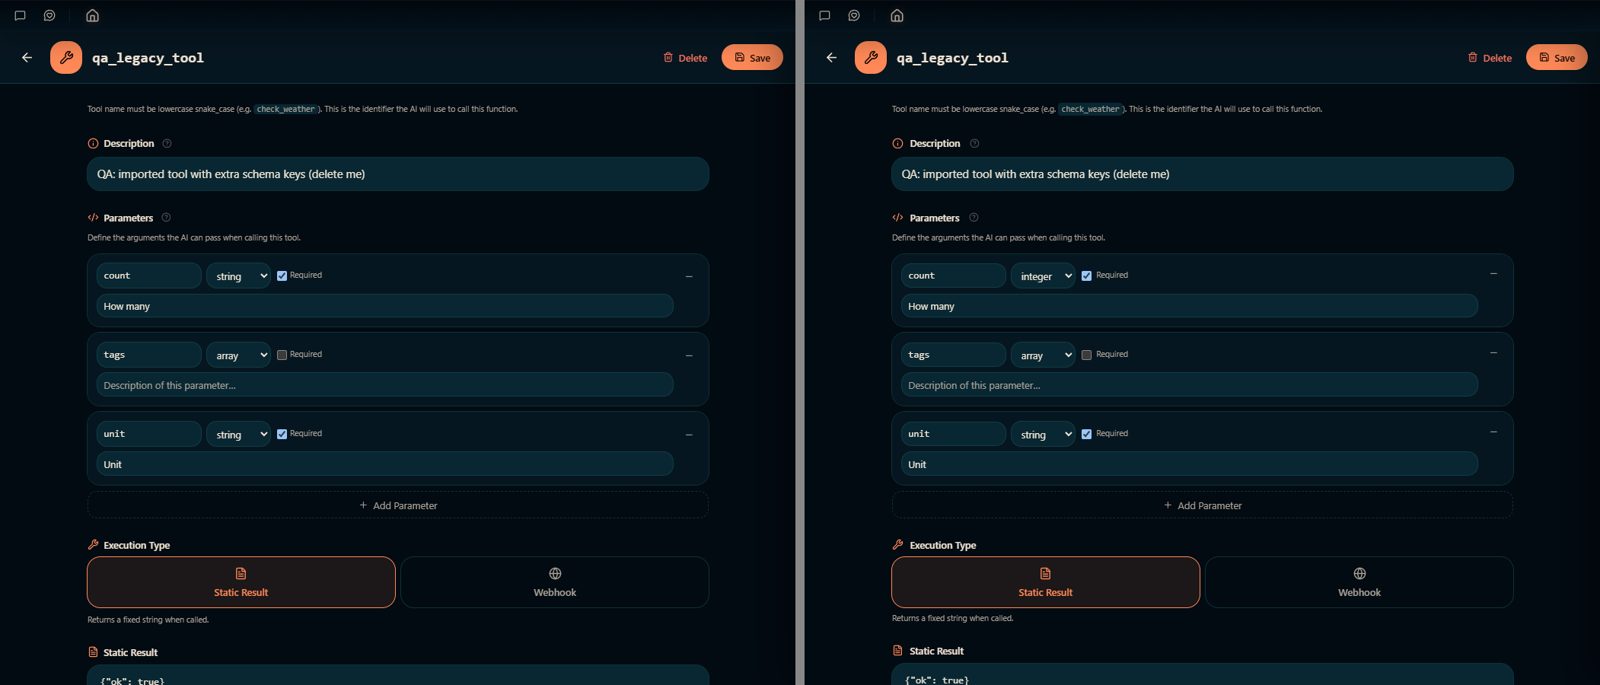 qa_legacy_tool
Delete
Save
Tool name must be lowercase snake_case (e.g. check_weather). This is the identifier the AI will use to call this function.
Description
QA: imported tool with extra schema keys (delete me)
Parameters
Define the arguments the AI can pass when calling this tool.
count string Required
How many
tags array Required
Description of this parameter...
unit string Required
Unit
+ Add Parameter
Execution Type
Static Result
Webhook
Returns a fixed string when called.
Static Result
{"ok": true}
qa_legacy_tool
Delete
Save
Tool name must be lowercase snake_case (e.g. check_weather). This is the identifier the AI will use to call this function.
Description
QA: imported tool with extra schema keys (delete me)
Parameters
Define the arguments the AI can pass when calling this tool.
count integer Required
How many
tags array Required
Description of this parameter...
unit string Required
Unit
+ Add Parameter
Execution Type
Static Result
Webhook
Returns a fixed string when called.
Static Result
{"ok": true}